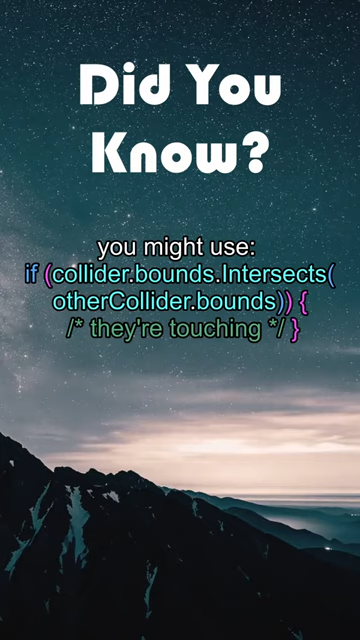 Did You
Know?
you might use:
if (collider.bounds.Intersects(
otherCollider.bounds)) {
/* they're touching */ }